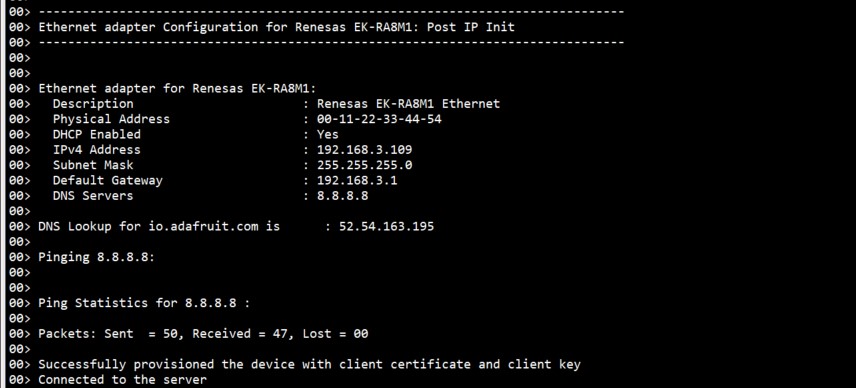 00> --------------------------------------------------------------------------------
00> Ethernet adapter Configuration for Renesas EK-RA8M1: Post IP Init
00> --------------------------------------------------------------------------------
00>
00>
00> Ethernet adapter for Renesas EK-RA8M1:
00>   Description                       : Renesas EK-RA8M1 Ethernet
00>   Physical Address                  : 00-11-22-33-44-54
00>   DHCP Enabled                      : Yes
00>   IPv4 Address                      : 192.168.3.109
00>   Subnet Mask                       : 255.255.255.0
00>   Default Gateway                   : 192.168.3.1
00>   DNS Servers                       : 8.8.8.8
00>
00> DNS Lookup for io.adafruit.com is      : 52.54.163.195
00>
00> Pinging 8.8.8.8:
00>
00>
00> Ping Statistics for 8.8.8.8 :
00>
00> Packets: Sent  = 50, Received = 47, Lost = 00
00>
00> Successfully provisioned the device with client certificate and client key
00> Connected to the server